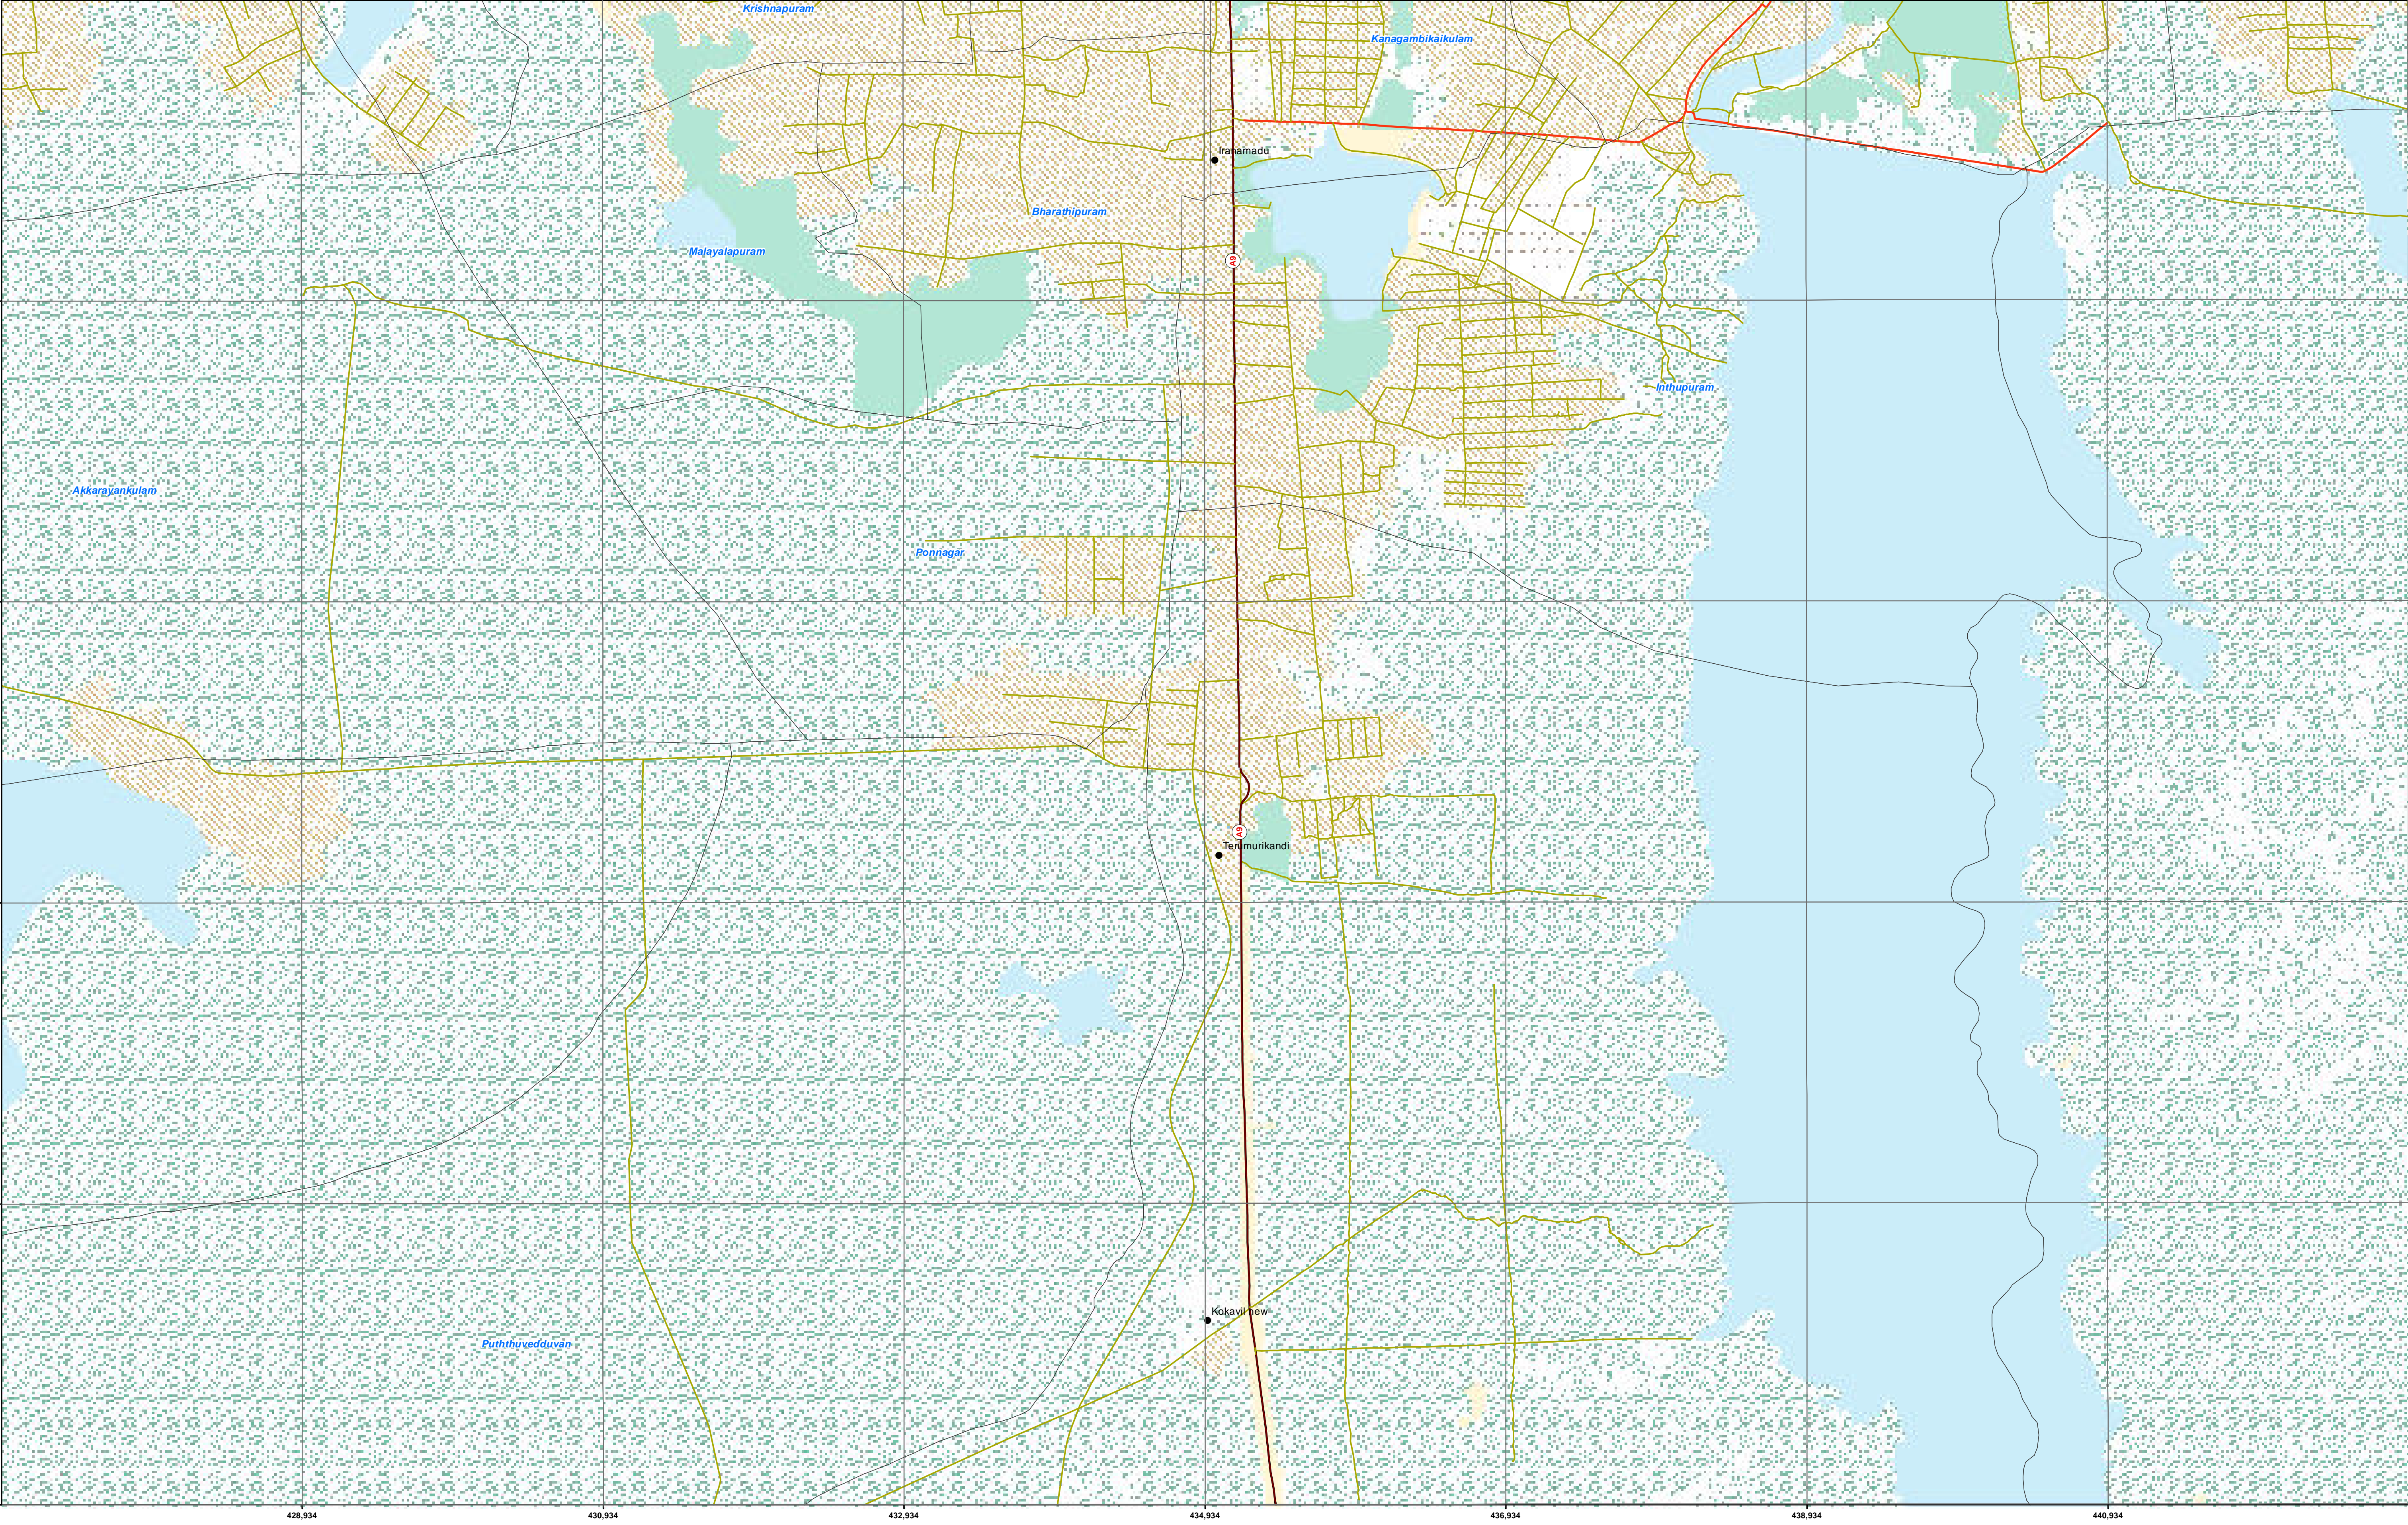 Krishnapuram
Kanagambikaikulam
Iranamadu
Bharathipuram
Malayalapuram
A9
Inthupuram
Akkarayankulam
Ponnagar
A9
Terumurikandi
Kokavil new
Puththuvedduvan
428,934 430,934 432,934 434,934 436,934 438,934 440,934